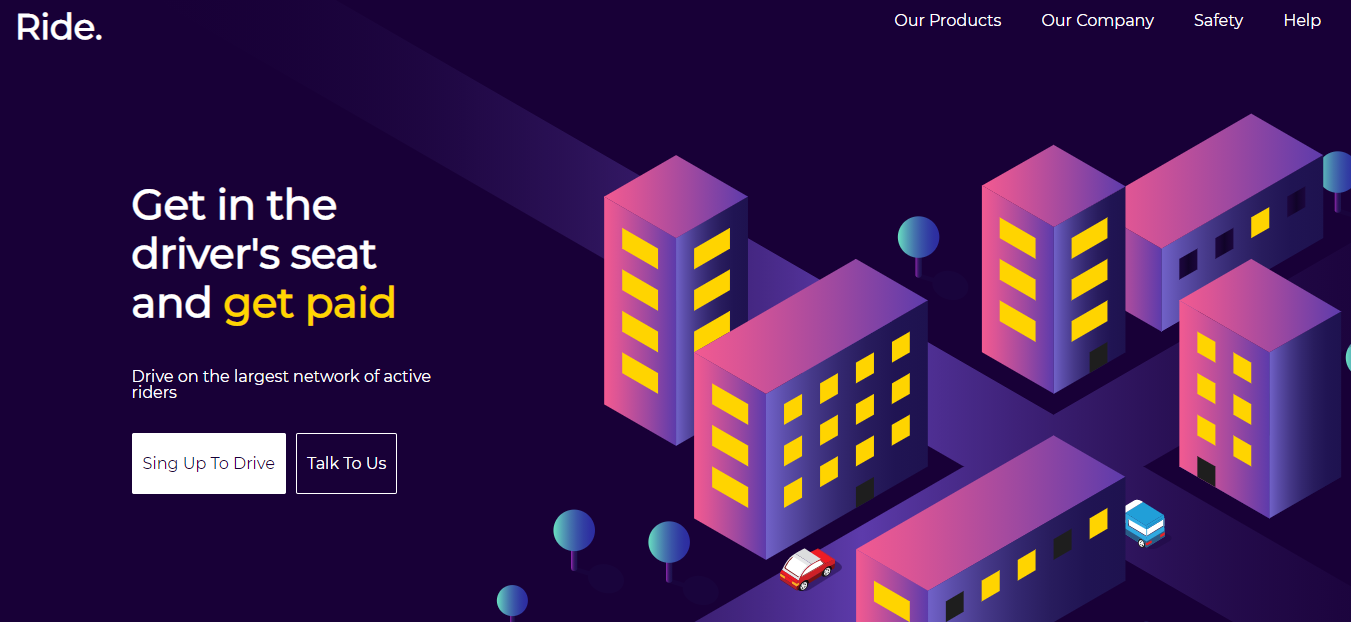 Ride.
Our Products
Our Company
Safety
Help
Get in the
driver's seat
and get paid
Drive on the largest network of active
riders
Sing Up To Drive
Talk To Us